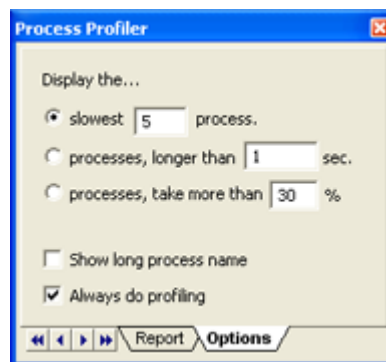 Process Profiler
Display the...
slowest 5 process.
processes, longer than 1 sec.
processes, take more than 30 %
Show long process name
Always do profiling
Report Options